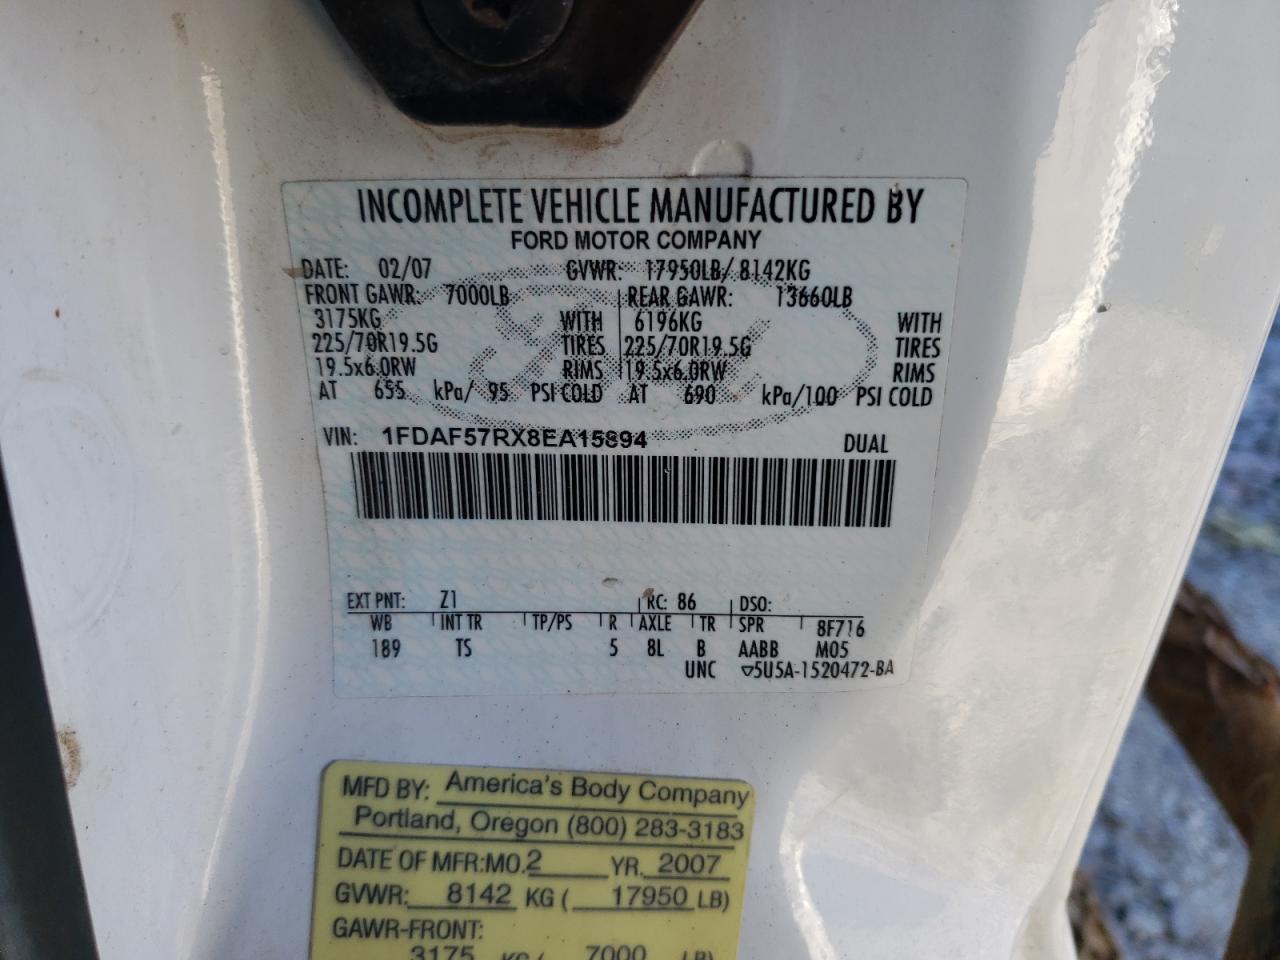 INCOMPLETE VEHICLE MANUFACTURED BY
FORD MOTOR COMPANY
DATE: 02/07 GVWR: 17950LB/ 8142KG
FRONT GAWR: 7000LB REAR GAWR: 13660LB
3175KG WITH 6196KG WITH
225/70R19.5G TIRES 225/70R19.5G TIRES
19.5x6.0RW RIMS 19.5x6.0RW RIMS
AT 655 kPa/ 95 PSI COLD AT 690 kPa/100 PSI COLD
VIN: 1FDAF57RX8EA15894 DUAL
EXT PNT: Z1 RC: 86 DSO:
WB INT TR TP/PS R AXLE TR SPR 8F716
189 TS 5 8L B AABB M05
UNC ▽5U5A-1520472-BA
MFD BY: America's Body Company
Portland, Oregon (800) 283-3183
DATE OF MFR: MO. 2 YR. 2007
GVWR: 8142 KG ( 17950 LB)
GAWR-FRONT:
3175 KG ( 7000 LB)